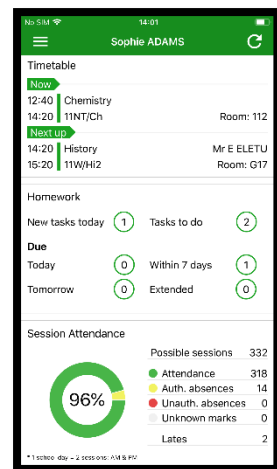 No SIM 14:01
Sophie ADAMS
Timetable
Now
12:40 Chemistry
14:20 11NT/Ch Room: 112
Next up
14:20 History Mr E ELETU
15:20 11W/Hi2 Room: G17
Homework
New tasks today 1 Tasks to do 2
Due
Today 0 Within 7 days 1
Tomorrow 0 Extended 0
Session Attendance
Possible sessions 332
Attendance 318
Auth. absences 14
96%
Unauth. absences 0
Unknown marks 0
Lates 2
* 1 school day = 2 sessions: AM & PM